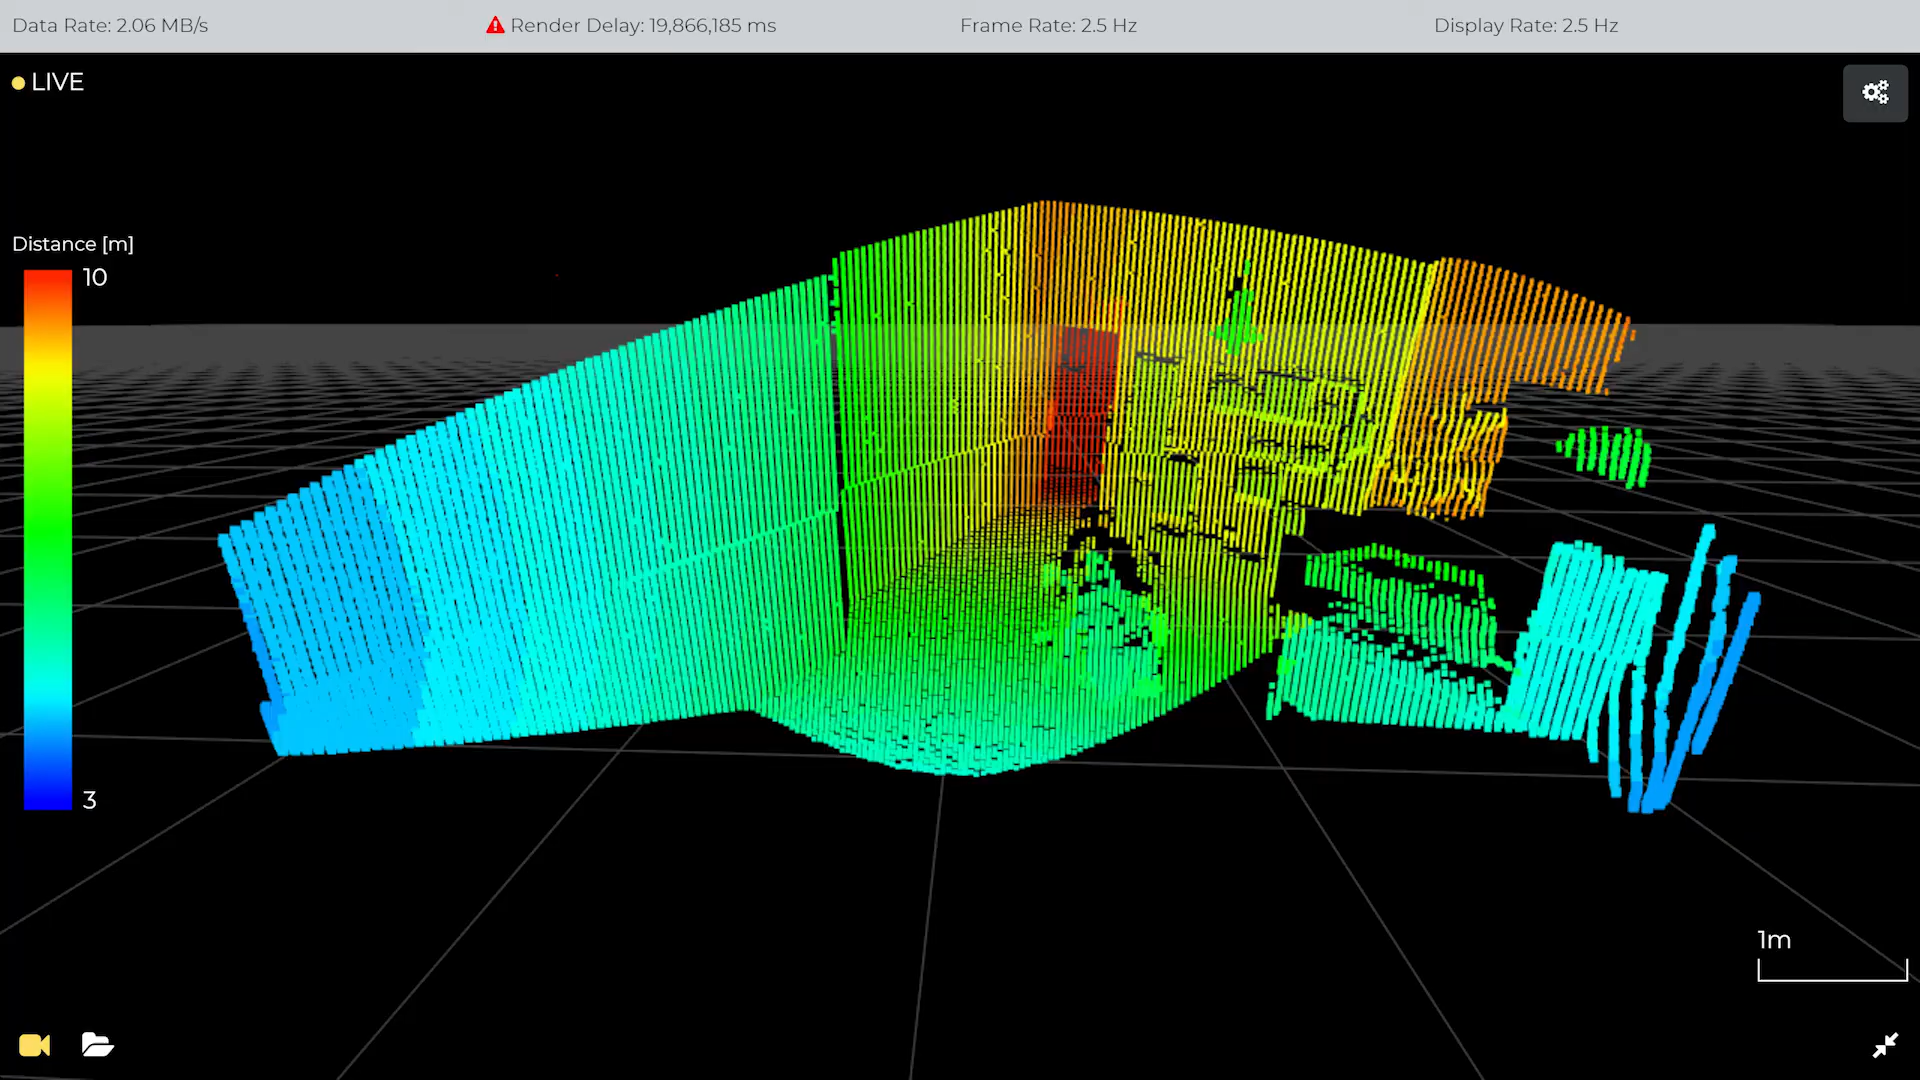 Data Rate: 2.06 MB/s
Render Delay: 19,866,185 ms
Frame Rate: 2.5 Hz
Display Rate: 2.5 Hz
LIVE
Distance [m]
10
3
1m